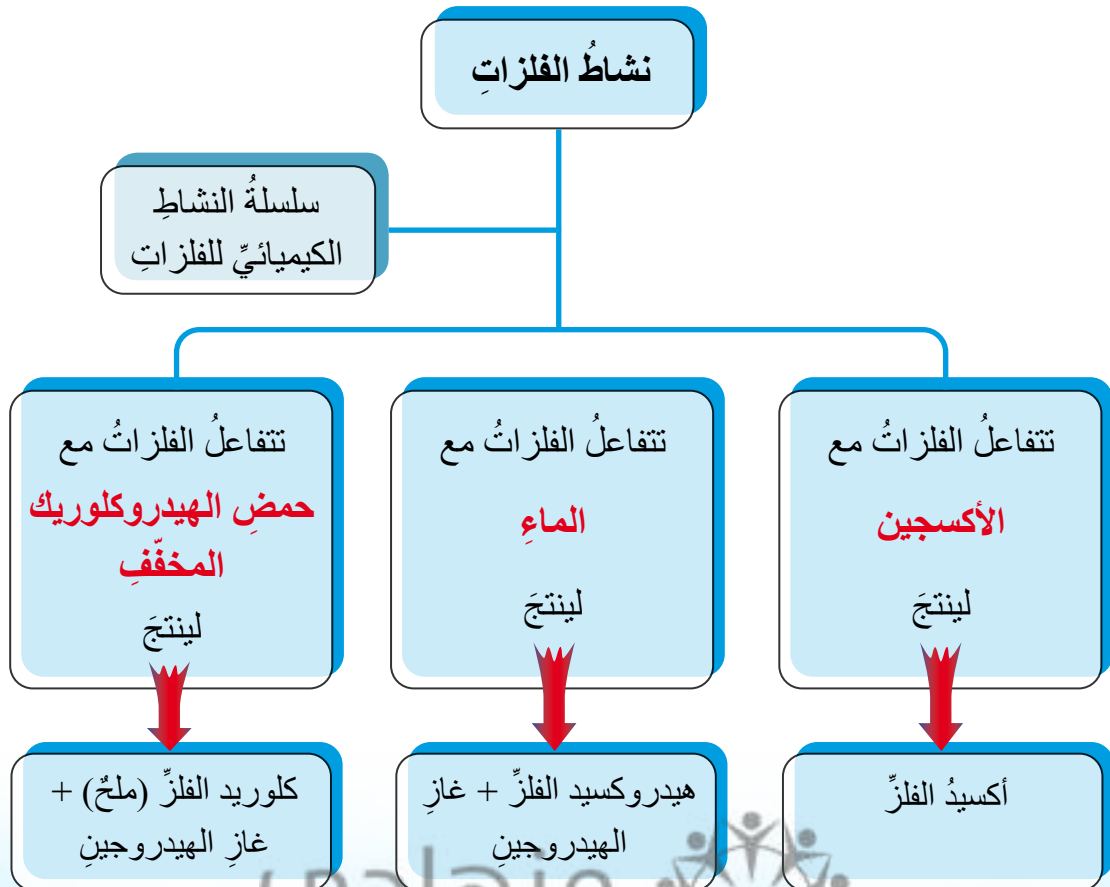 نشاطُ الفلزاتِ
سلسلةُ النشاطِ
الكيميائيِّ للفلزاتِ
تتفاعلُ الفلزاتُ مع
الأكسجين
لينتجَ
أكسيدُ الفلزِّ
تتفاعلُ الفلزاتُ مع
الماءِ
لينتجَ
هيدروكسيد الفلزِّ + غازِ
الهيدروجينِ
تتفاعلُ الفلزاتُ مع
حمضِ الهيدروكلوريك
المخفّفِ
لينتجَ
كلوريد الفلزِّ (ملحٌ) +
غازِ الهيدروجينِ